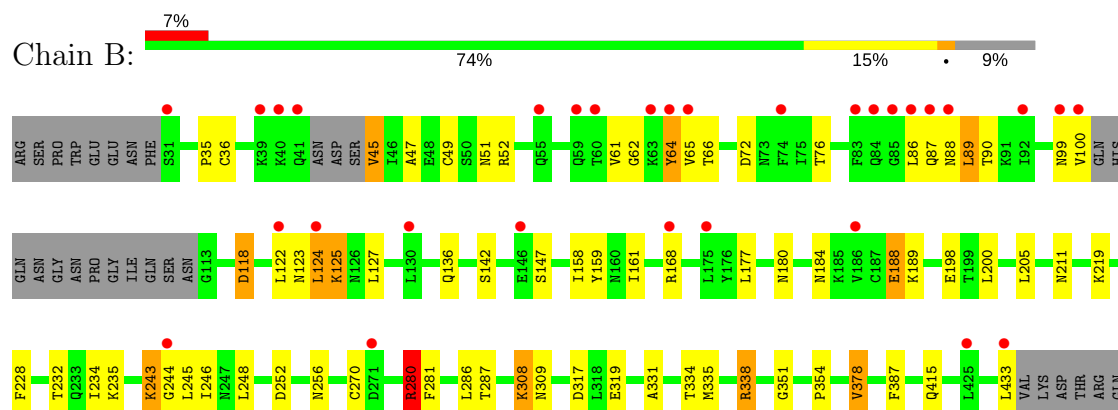 7%
Chain B:
74% 15% • 9%
ARG SER PRO TRP GLU GLU ASN PHE S31 P35 C36 K39 K40 Q41 ASN ASP SER V45 I46 A47 E48 C49 S50 N51 R52 Q55 Q59 T60 V61 G62 K63 Y64 V65 T66 D72 N73 F74 I75 T76 F83 Q84 G85 L86 Q87 N88 L89 T90 K91 I92 N99 V100 GLN HIS
GLN ASN GLY ASN PRO GLY ILE GLN SER ASN G113 D118 L122 N123 L124 K125 N126 L127 L130 Q136 S142 E146 S147 I158 Y159 N160 I161 R168 L175 Y176 L177 N180 N184 K185 V186 C187 E188 K189 E198 T199 L200 L205 N211 K219
F228 T232 Q233 I234 K235 K243 G244 L245 I246 N247 L248 D252 N256 C270 D271 R280 F281 L286 T287 K308 N309 D317 L318 E319 A331 T334 M335 R338 G351 P354 V378 F387 Q415 L425 L433 VAL LYS ASP THR ARG